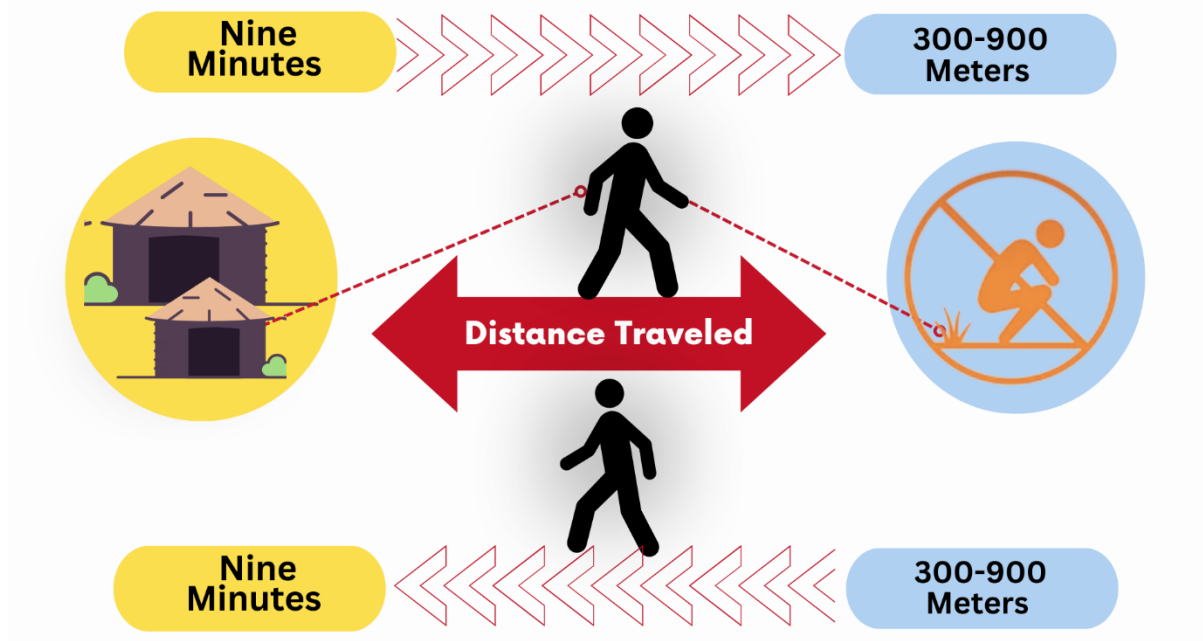 Nine
Minutes
300-900
Meters
Distance Traveled
Nine
Minutes
300-900
Meters